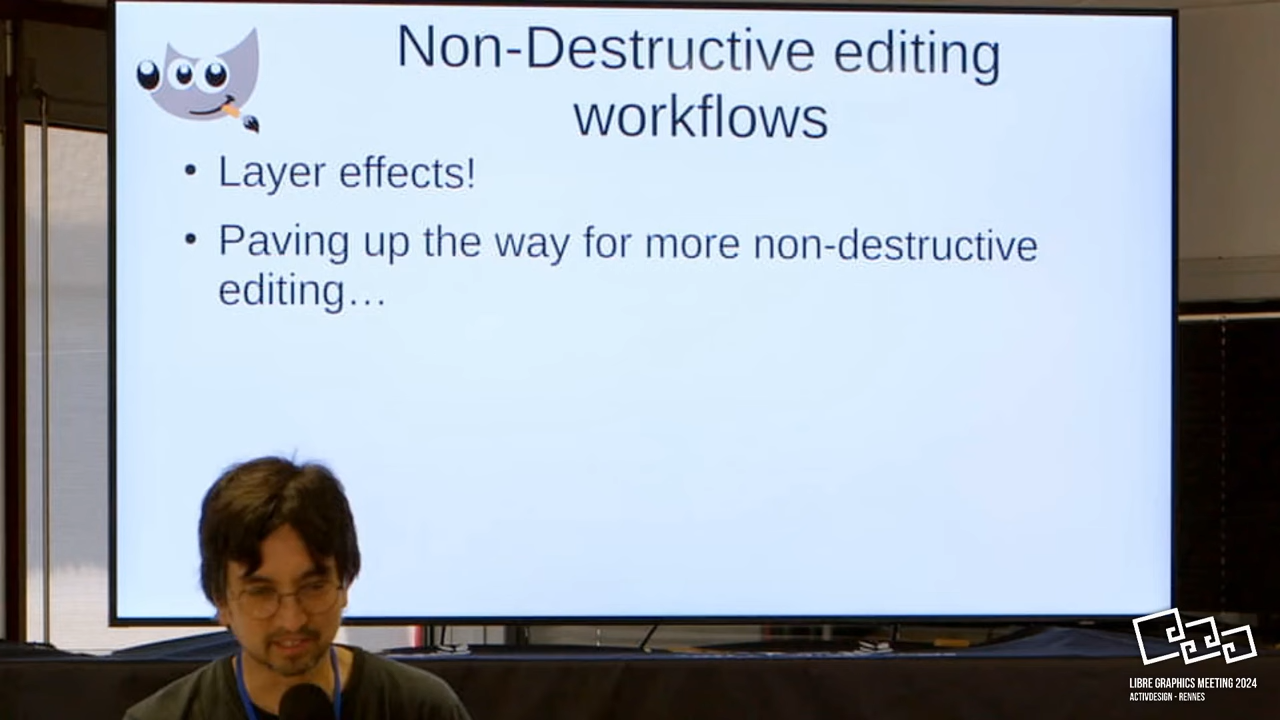 Non-Destructive editing
workflows
• Layer effects!
• Paving up the way for more non-destructive
editing…
LIBRE GRAPHICS MEETING 2024
ACTIVDESIGN - RENNES